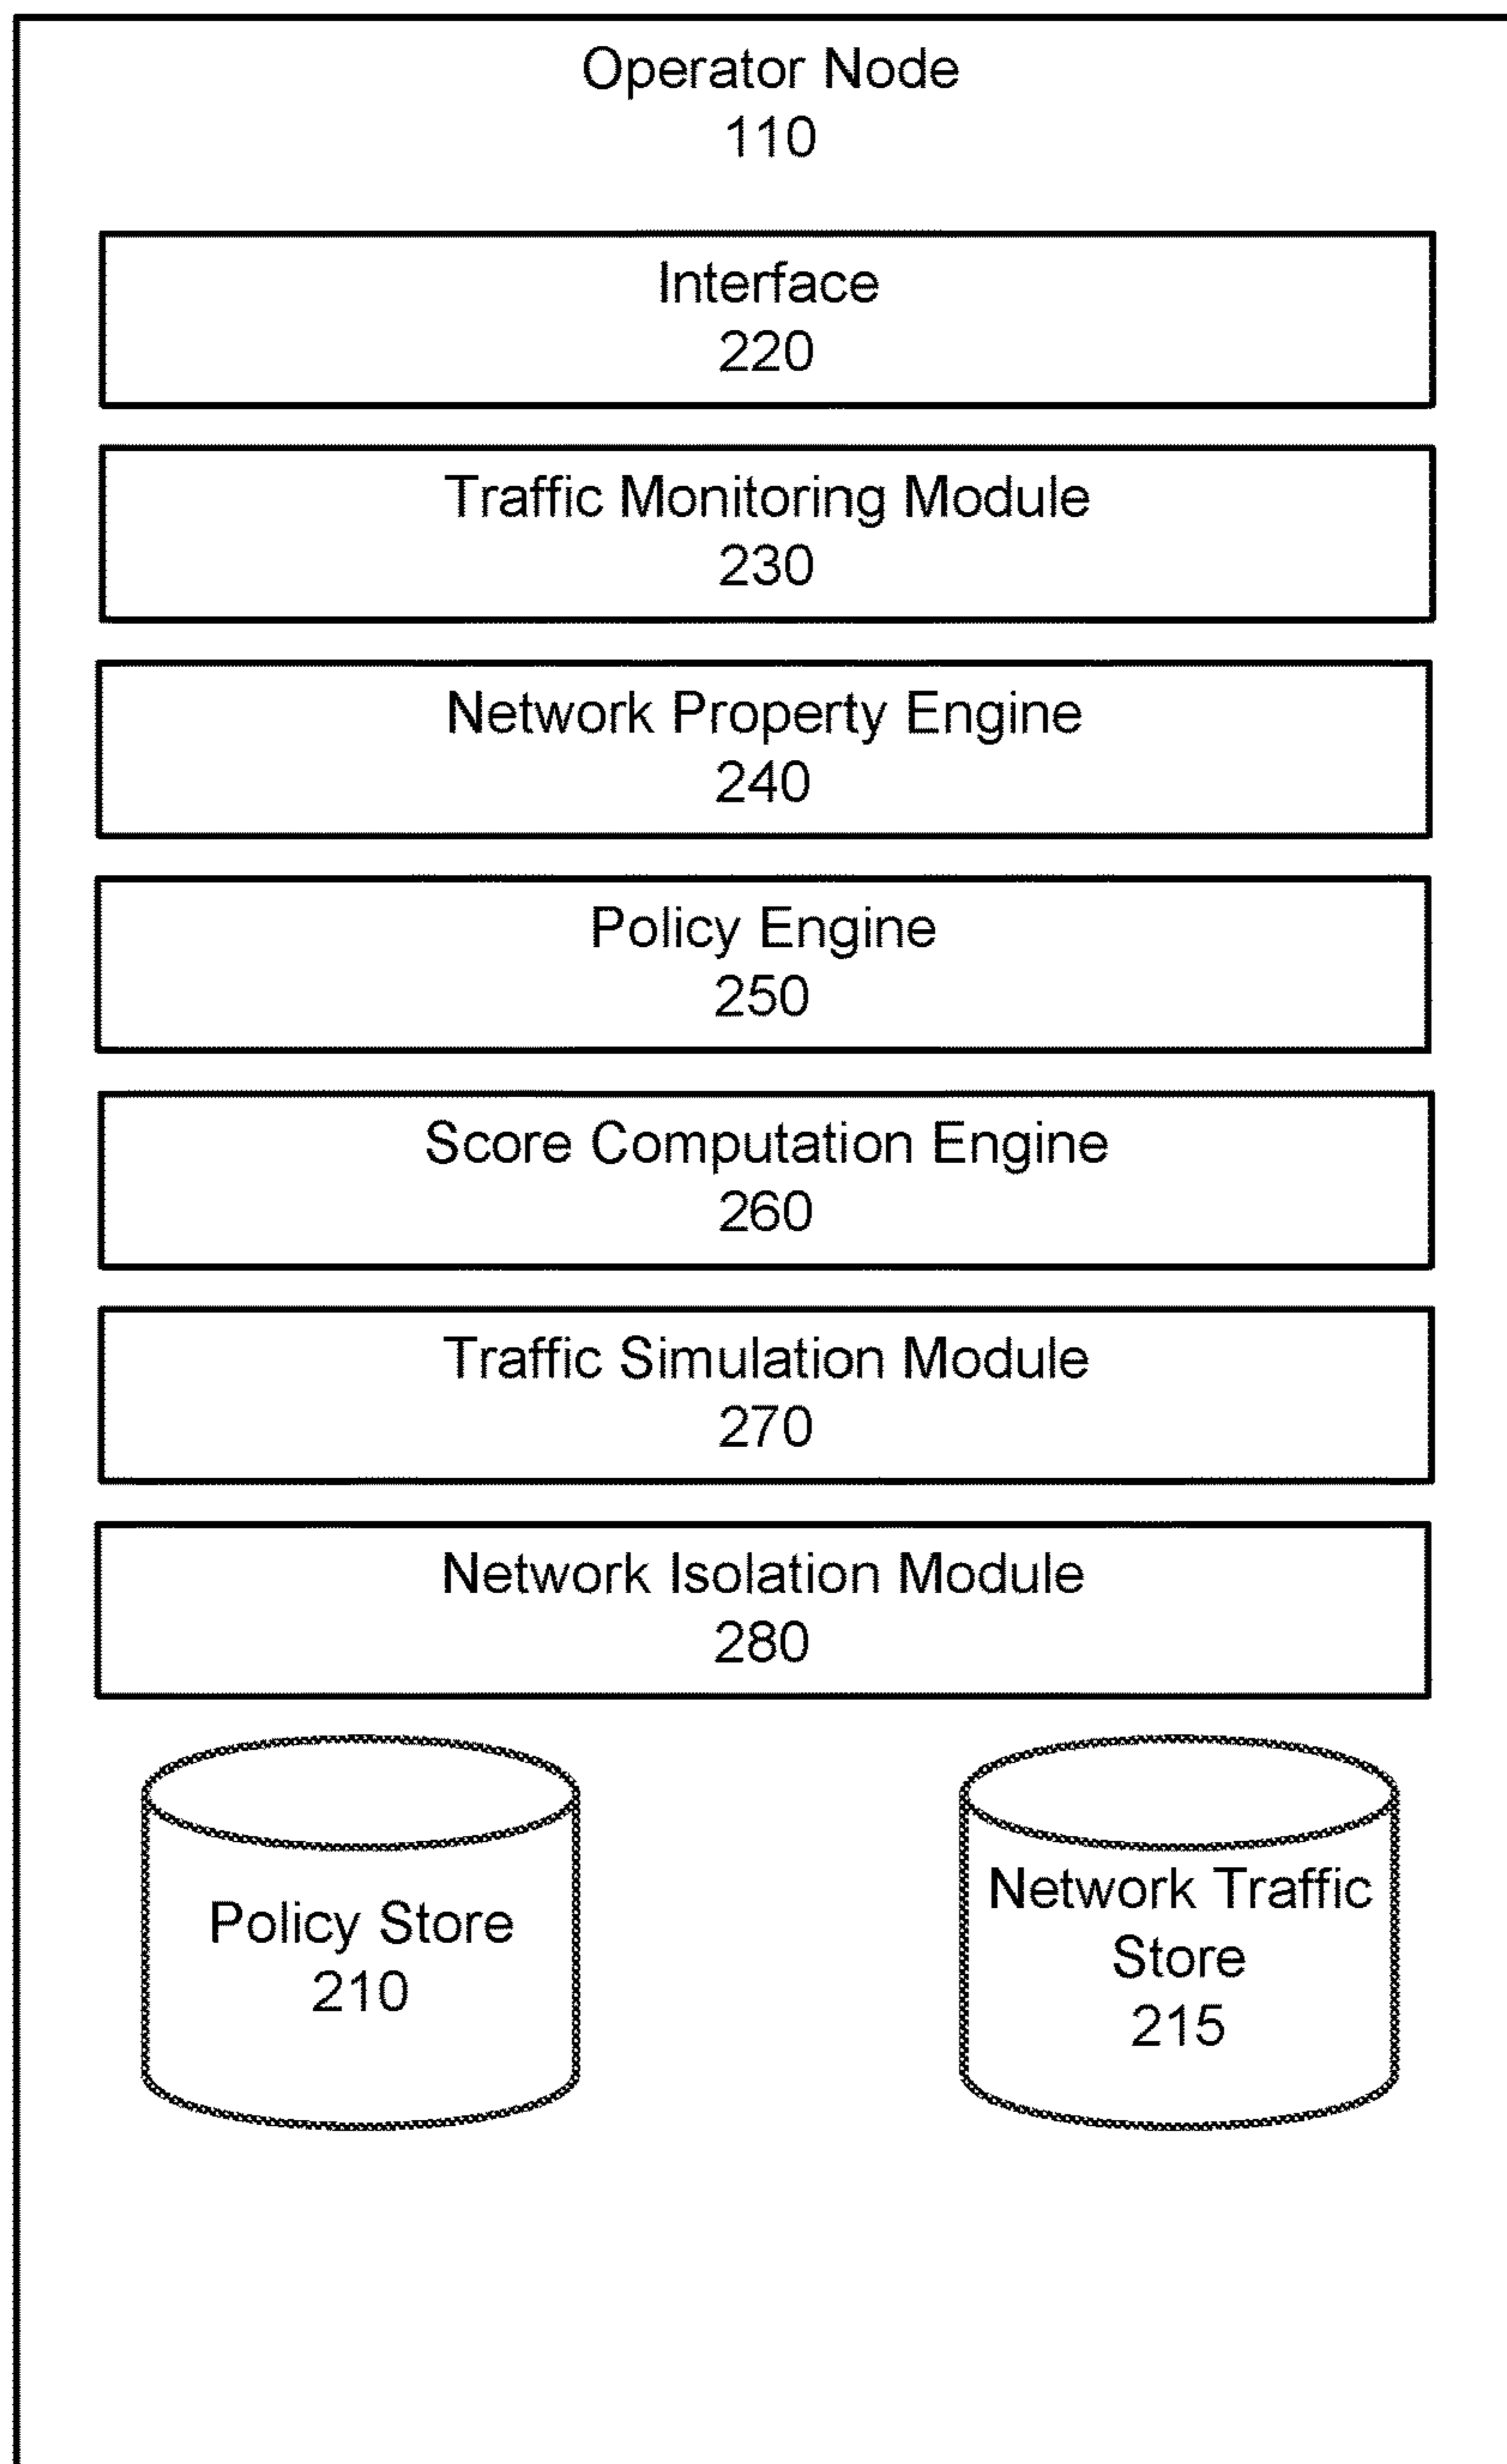 Operator Node
110
Interface
220
Traffic Monitoring Module
230
Network Property Engine
240
Policy Engine
250
Score Computation Engine
260
Traffic Simulation Module
270
Network Isolation Module
280
Policy Store
210
Network Traffic
Store
215